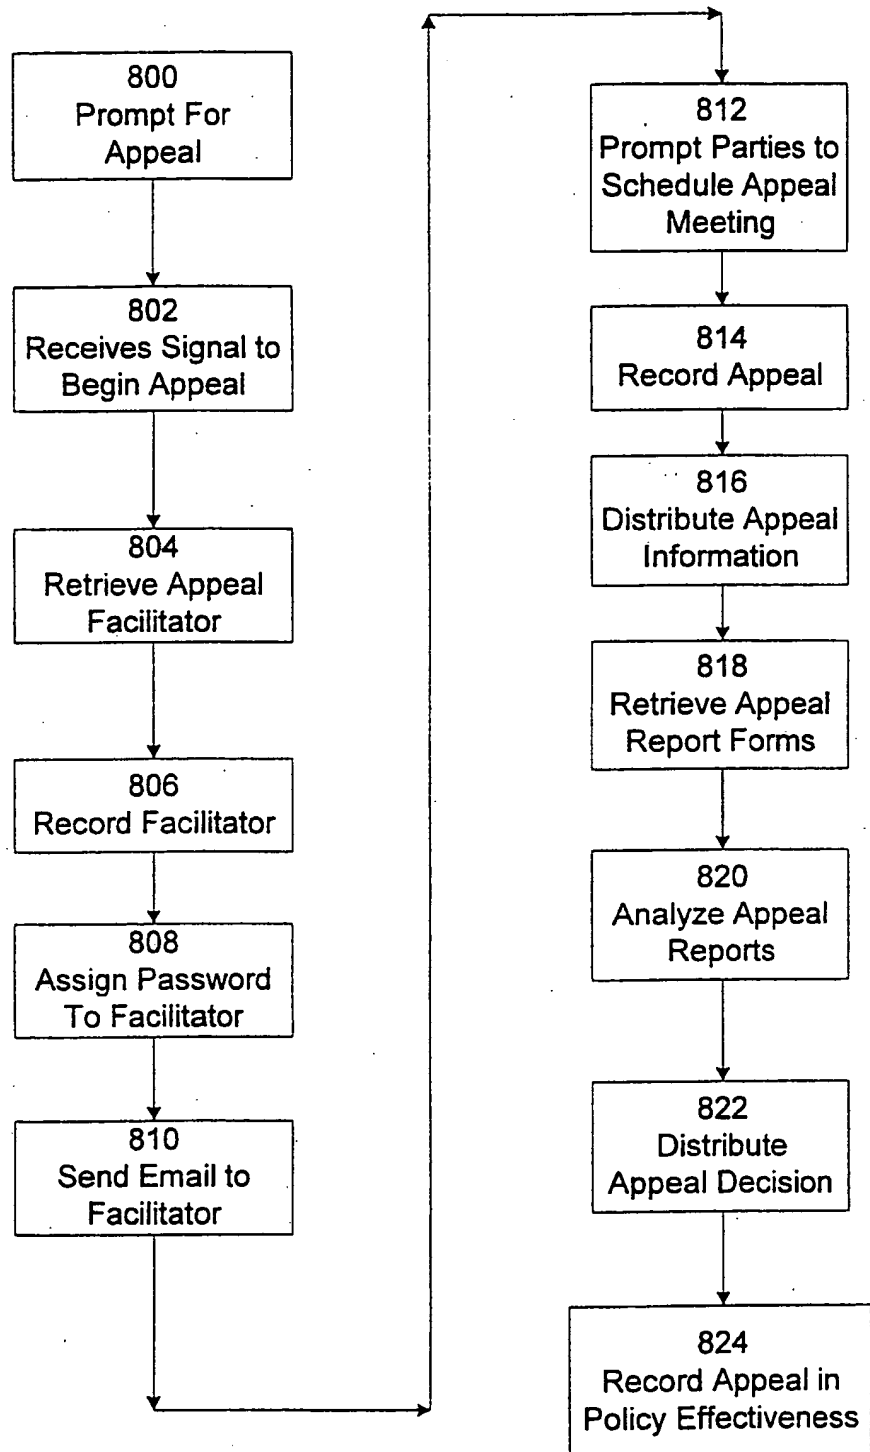 800
Prompt For
Appeal
802
Receives Signal to
Begin Appeal
804
Retrieve Appeal
Facilitator
806
Record Facilitator
808
Assign Password
To Facilitator
810
Send Email to
Facilitator
812
Prompt Parties to
Schedule Appeal
Meeting
814
Record Appeal
816
Distribute Appeal
Information
818
Retrieve Appeal
Report Forms
820
Analyze Appeal
Reports
822
Distribute
Appeal Decision
824
Record Appeal in
Policy Effectiveness